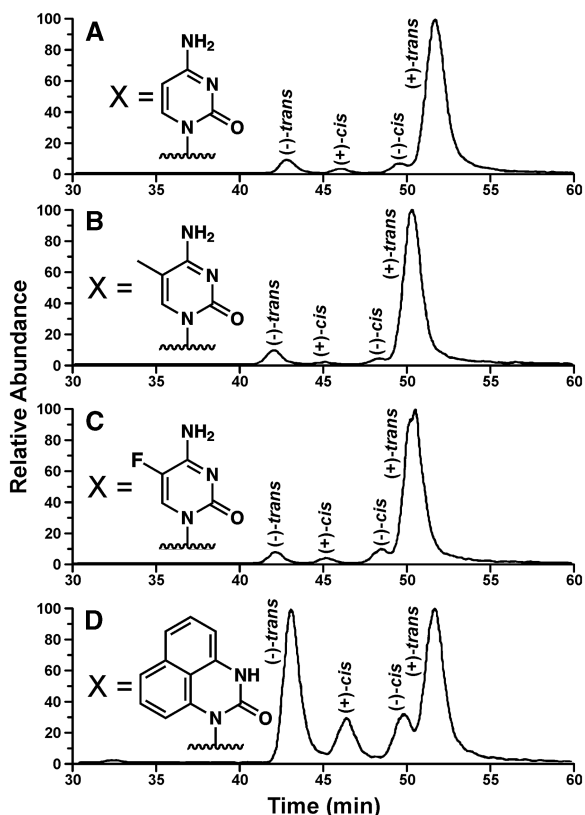 A
X =
NH2
N
N
O
(-)-trans
(+)-cis
(-)-cis
(+)-trans
100
80
60
40
20
0
30 35 40 45 50 55 60
B
X =
NH2
N
N
O
(-)-trans
(+)-cis
(-)-cis
(+)-trans
100
80
60
40
20
0
30 35 40 45 50 55 60
Relative Abundance
C
X =
F
NH2
N
N
O
(-)-trans
(+)-cis
(-)-cis
(+)-trans
100
80
60
40
20
0
30 35 40 45 50 55 60
D
X =
NH
N
O
(-)-trans
(+)-cis
(-)-cis
(+)-trans
100
80
60
40
20
0
30 35 40 45 50 55 60
Time (min)